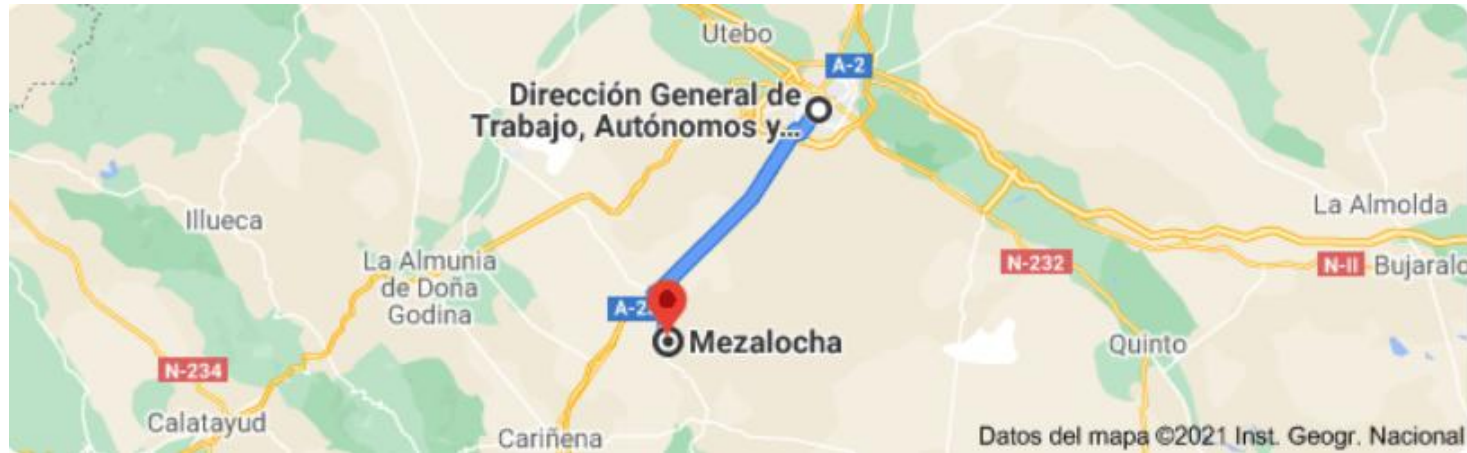 Utebo
A-2
Dirección General de
Trabajo, Autónomos y...
Illueca
La Almolda
La Almunia
de Doña
Godina
N-232
N-II
Bujaralo
A-2
Mezalocha
Quinto
N-234
Calatayud
Cariñena
Datos del mapa ©2021 Inst. Geogr. Nacional